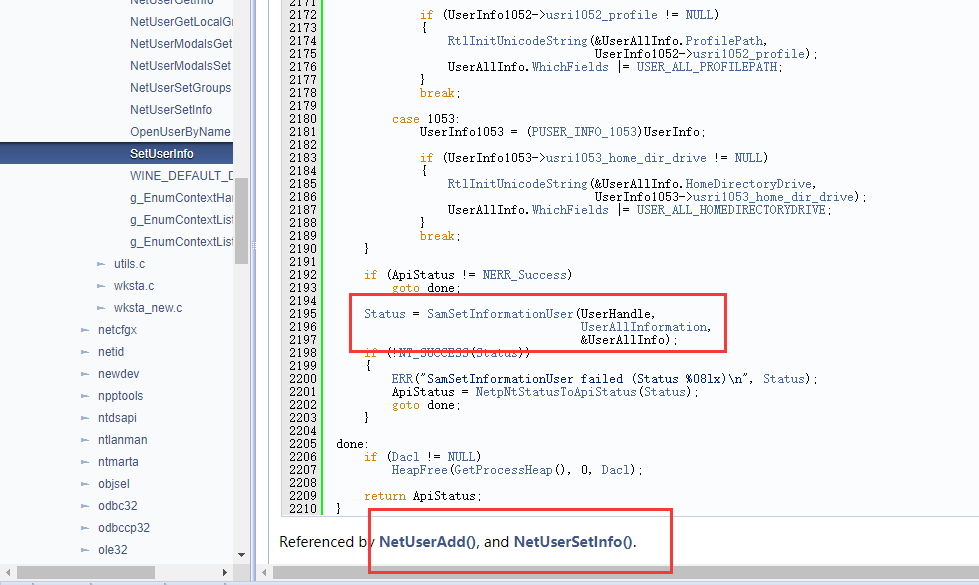 NetUserGetInfo
NetUserGetLocalGr
NetUserModalsGet
NetUserModalsSet
NetUserSetGroups
NetUserSetInfo
OpenUserByName
SetUserInfo
WINE_DEFAULT_D
g_EnumContextHa
g_EnumContextList
g_EnumContextList
utils.c
wksta.c
wksta_new.c
netcfgx
netid
newdev
npptools
ntdsapi
ntlanman
ntmarta
objsel
odbc32
odbccp32
ole32
2171
2172 if (UserInfo1052->usri1052_profile != NULL)
2173 {
2174 RtlInitUnicodeString(&UserAllInfo.ProfilePath,
2175 UserInfo1052->usri1052_profile);
2176 UserAllInfo.WhichFields |= USER_ALL_PROFILEPATH;
2177 }
2178 break;
2179
2180 case 1053:
2181 UserInfo1053 = (PUSER_INFO_1053)UserInfo;
2182
2183 if (UserInfo1053->usri1053_home_dir_drive != NULL)
2184 {
2185 RtlInitUnicodeString(&UserAllInfo.HomeDirectoryDrive,
2186 UserInfo1053->usri1053_home_dir_drive);
2187 UserAllInfo.WhichFields |= USER_ALL_HOMEDIRECTORYDRIVE;
2188 }
2189 break;
2190 }
2191
2192 if (ApiStatus != NERR_Success)
2193 goto done;
2194
2195 Status = SamSetInformationUser(UserHandle,
2196 UserAllInformation,
2197 &UserAllInfo);
2198 if (!NT_SUCCESS(Status))
2199 {
2200 ERR("SamSetInformationUser failed (Status %08lx)\n", Status);
2201 ApiStatus = NetpNtStatusToApiStatus(Status);
2202 goto done;
2203 }
2204
2205 done:
2206 if (Dacl != NULL)
2207 HeapFree(GetProcessHeap(), 0, Dacl);
2208
2209 return ApiStatus;
2210 }
Referenced by NetUserAdd(), and NetUserSetInfo().